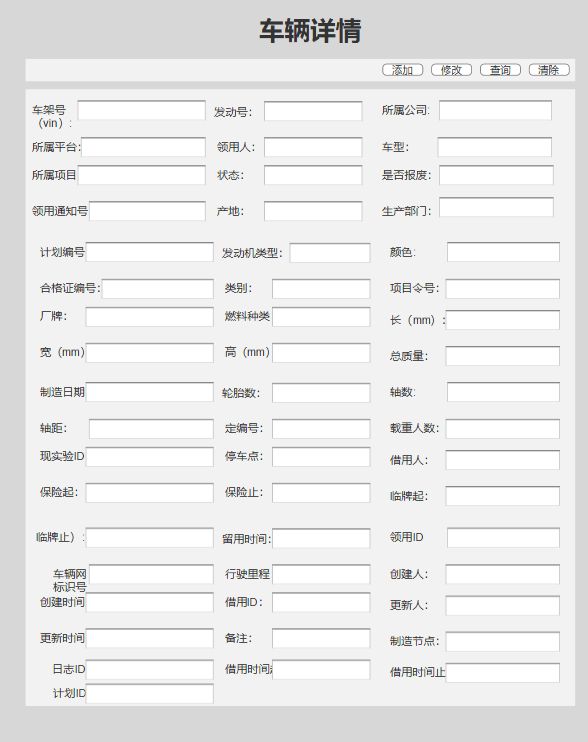 车辆详情
添加 修改 查询 清除
车架号 发动号: 所属公司:
（vin）:
所属平台: 领用人: 车型:
所属项目 状态: 是否报废:
领用通知号 产地: 生产部门:
计划编号 发动机类型: 颜色:
合格证编号: 类别: 项目令号:
厂牌: 燃料种类 长（mm）:
宽（mm） 高（mm） 总质量:
制造日期 轮胎数: 轴数:
轴距: 定编号: 载重人数:
现实验ID 停车点: 借用人:
保险起: 保险止: 临牌起:
临牌止）: 留用时间: 领用ID
车辆网 行驶里程 创建人:
标识号
创建时间 借用ID: 更新人:
更新时间 备注: 制造节点:
日志ID 借用时间 借用时间止
计划ID